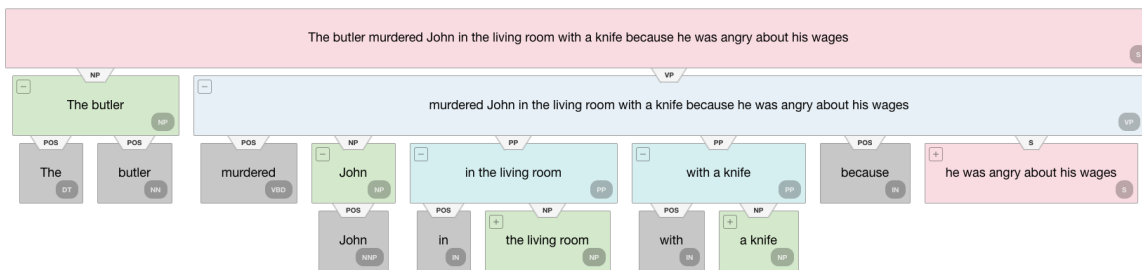 The butler murdered John in the living room with a knife because he was angry about his wages
S
NP VP
− −
The butler murdered John in the living room with a knife because he was angry about his wages
NP VP
POS POS POS NP PP PP POS S
− − − +
The butler murdered John in the living room with a knife because he was angry about his wages
DT NN VBD NP PP PP IN S
POS POS NP POS NP
+ +
John in the living room with a knife
NNP IN NP IN NP